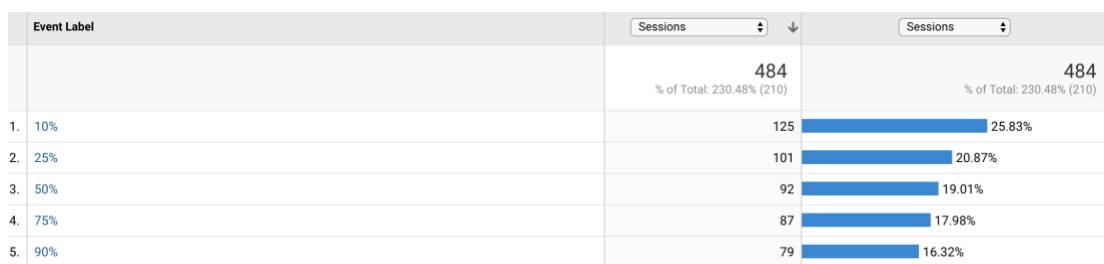 Event Label Sessions Sessions
484 484
% of Total: 230.48% (210) % of Total: 230.48% (210)
1. 10% 125 25.83%
2. 25% 101 20.87%
3. 50% 92 19.01%
4. 75% 87 17.98%
5. 90% 79 16.32%